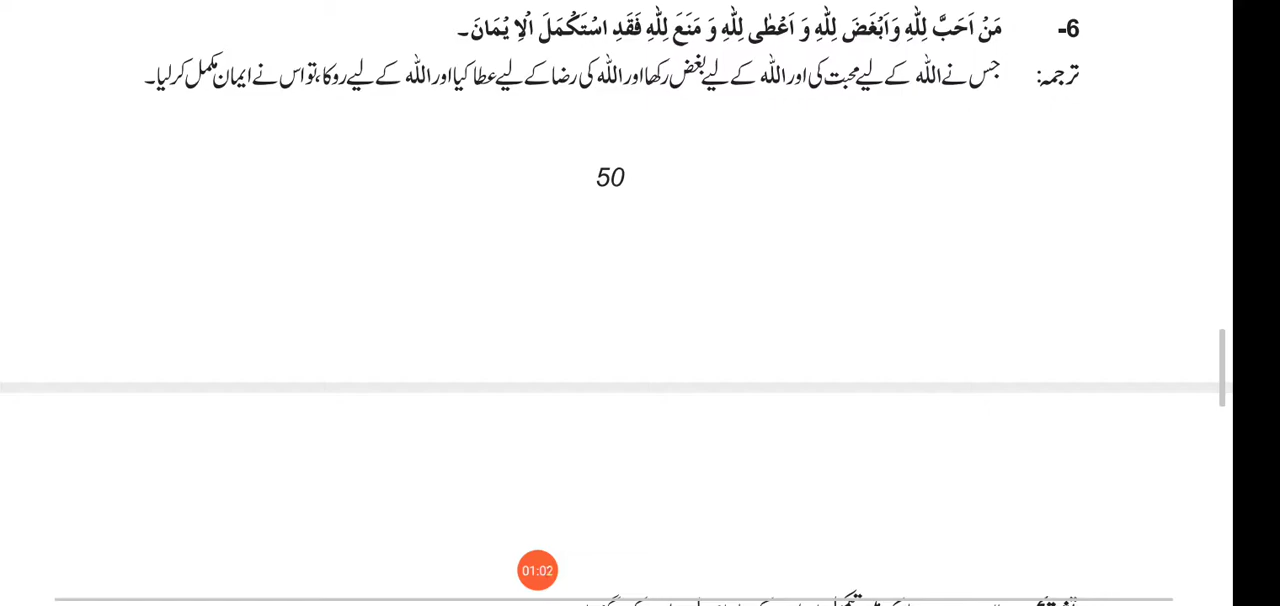 6- مَنْ اَحَبَّ لِلّٰهِ وَاَبْغَضَ لِلّٰهِ وَ اَعْطٰى لِلّٰهِ وَ مَنَعَ لِلّٰهِ فَقَدِ اسْتَكْمَلَ الْاِ يْمَانَ۔
ترجمہ: جس نے اللہ کے لیے محبت کی اور اللہ کے لیے بغض رکھا اور اللہ کی رضا کے لیے عطا کیا اور اللہ کے لیے روکا، تو اس نے ایمان مکمل کرلیا۔
50
01:02